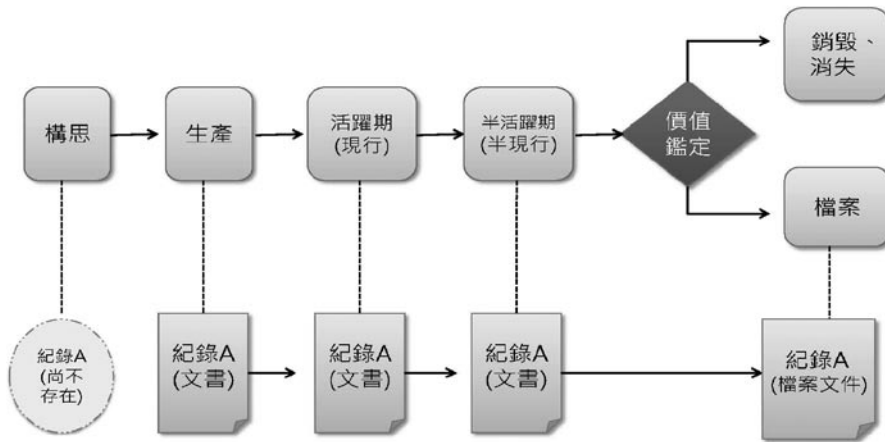 銷毀、
消失
構思
生產
活躍期
(現行)
半活躍期
(半現行)
價值
鑑定
檔案
紀錄A
(尚不
存在)
紀錄A
(文書)
紀錄A
(文書)
紀錄A
(文書)
紀錄A
(檔案文件)